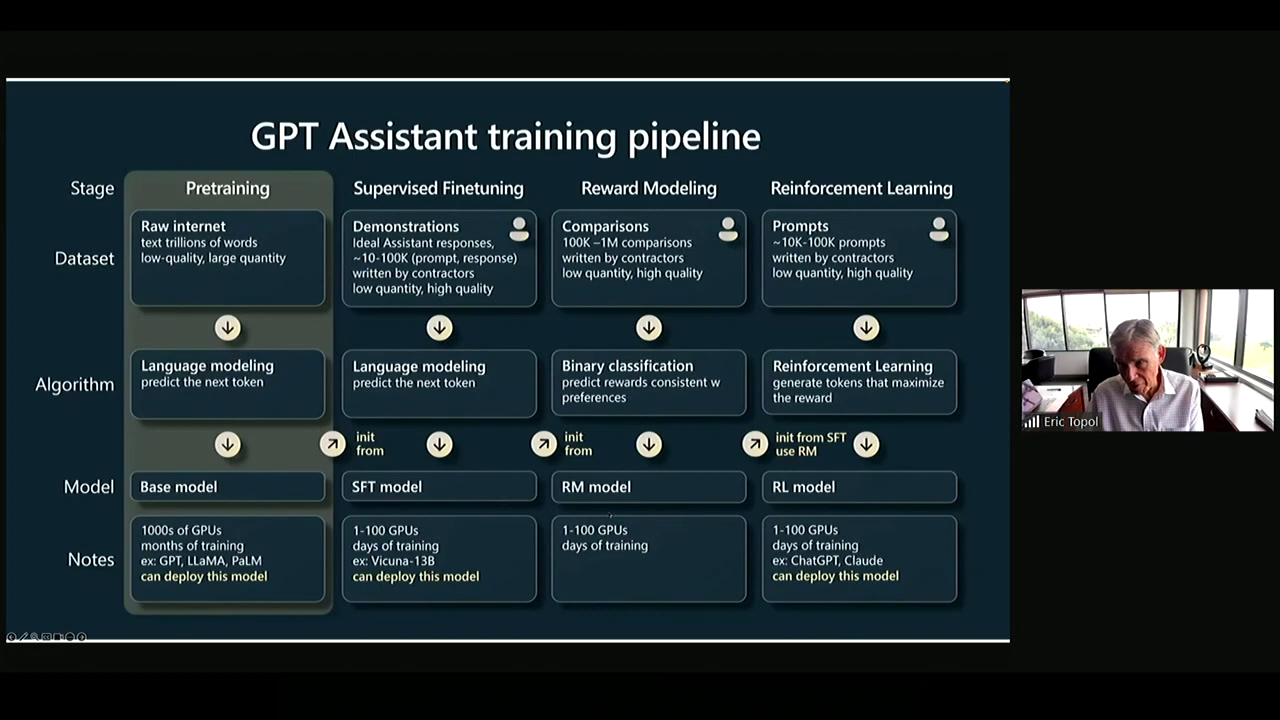 GPT Assistant training pipeline
Stage
Pretraining
Supervised Finetuning
Reward Modeling
Reinforcement Learning
Dataset
Raw internet
text trillions of words
low-quality, large quantity
Demonstrations
Ideal Assistant responses,
~10-100K (prompt, response)
written by contractors
low quantity, high quality
Comparisons
100K –1M comparisons
written by contractors
low quantity, high quality
Prompts
~10K-100K prompts
written by contractors
low quantity, high quality
Algorithm
Language modeling
predict the next token
Language modeling
predict the next token
Binary classification
predict rewards consistent w
preferences
Reinforcement Learning
generate tokens that maximize
the reward
init
from
init
from
init from SFT
use RM
Model
Base model
SFT model
RM model
RL model
Notes
1000s of GPUs
months of training
ex: GPT, LLaMA, PaLM
can deploy this model
1-100 GPUs
days of training
ex: Vicuna-13B
can deploy this model
1-100 GPUs
days of training
1-100 GPUs
days of training
ex: ChatGPT, Claude
can deploy this model
Eric Topol